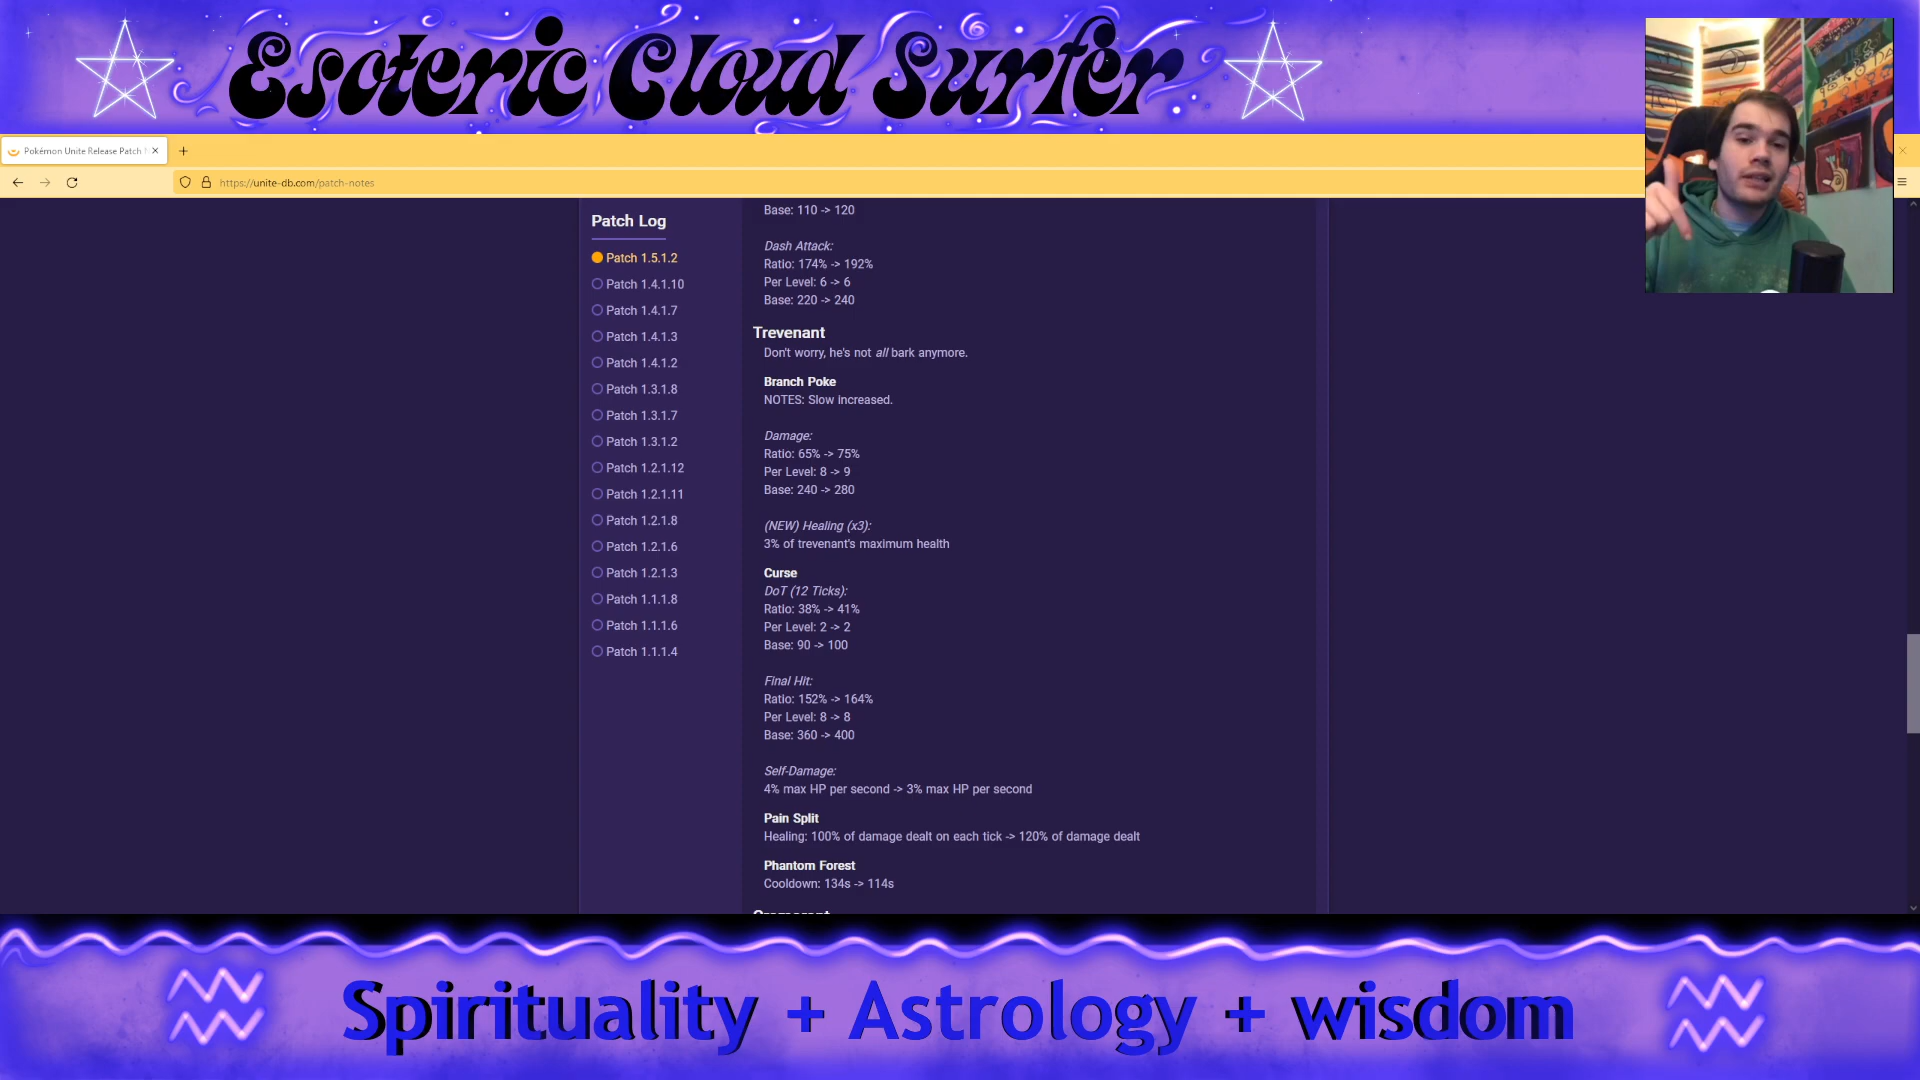 Esoteric Cloud Surfer
Pokémon Unite Release Patch
https://unite-db.com/patch-notes
Patch Log
Patch 1.5.1.2
Patch 1.4.1.10
Patch 1.4.1.7
Patch 1.4.1.3
Patch 1.4.1.2
Patch 1.3.1.8
Patch 1.3.1.7
Patch 1.3.1.2
Patch 1.2.1.12
Patch 1.2.1.11
Patch 1.2.1.8
Patch 1.2.1.6
Patch 1.2.1.3
Patch 1.1.1.8
Patch 1.1.1.6
Patch 1.1.1.4
Base: 110 -> 120
Dash Attack:
Ratio: 174% -> 192%
Per Level: 6 -> 6
Base: 220 -> 240
Trevenant
Don't worry, he's not all bark anymore.
Branch Poke
NOTES: Slow increased.
Damage:
Ratio: 65% -> 75%
Per Level: 8 -> 9
Base: 240 -> 280
(NEW) Healing (x3):
3% of trevenant's maximum health
Curse
DoT (12 Ticks):
Ratio: 38% -> 41%
Per Level: 2 -> 2
Base: 90 -> 100
Final Hit:
Ratio: 152% -> 164%
Per Level: 8 -> 8
Base: 360 -> 400
Self-Damage:
4% max HP per second -> 3% max HP per second
Pain Split
Healing: 100% of damage dealt on each tick -> 120% of damage dealt
Phantom Forest
Cooldown: 134s -> 114s
Spirituality + Astrology + wisdom